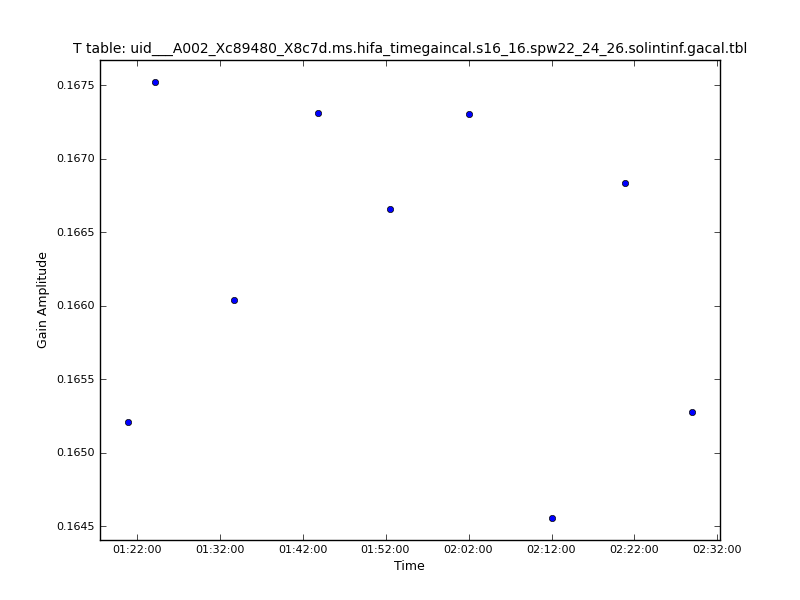 T table: uid___A002_Xc89480_X8c7d.ms.hifa_timegaincal.s16_16.spw22_24_26.solintinf.gacal.tbl
0.1675
0.1670
0.1665
0.1660
0.1655
0.1650
0.1645
Gain Amplitude
01:22:00 01:32:00 01:42:00 01:52:00 02:02:00 02:12:00 02:22:00 02:32:00
Time